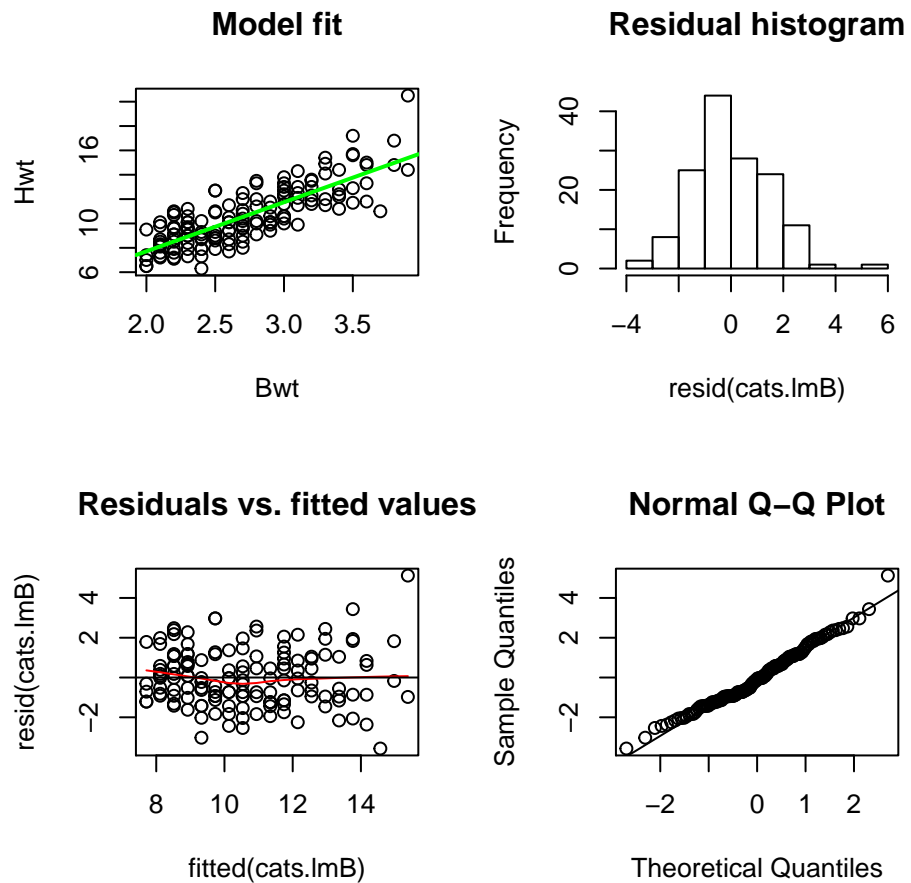 Model fit
Hwt
16
10
6
2.0 2.5 3.0 3.5
Bwt
Residual histogram
Frequency
40
20
0
−4 0 2 4 6
resid(cats.lmB)
Residuals vs. fitted values
resid(cats.lmB)
4
2
−2
8 10 12 14
fitted(cats.lmB)
Normal Q−Q Plot
Sample Quantiles
4
2
−2
−2 0 1 2
Theoretical Quantiles